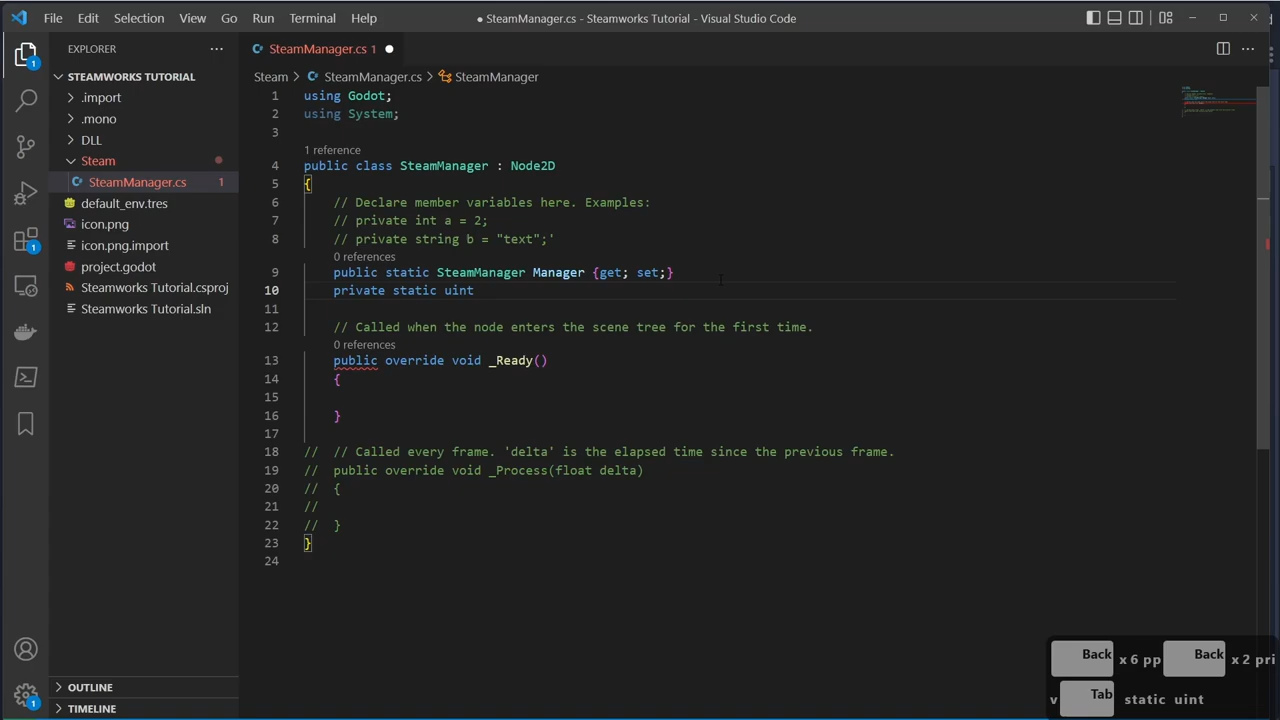 File Edit Selection View Go Run Terminal Help
● SteamManager.cs - Steamworks Tutorial - Visual Studio Code
EXPLORER
STEAMWORKS TUTORIAL
.import
.mono
DLL
Steam
SteamManager.cs 1
default_env.tres
icon.png
icon.png.import
project.godot
Steamworks Tutorial.csproj
Steamworks Tutorial.sln
OUTLINE
TIMELINE
1
1
1
SteamManager.cs 1
Steam > SteamManager.cs > SteamManager
1 using Godot;
2 using System;
3
1 reference
4 public class SteamManager : Node2D
5 {
6 // Declare member variables here. Examples:
7 // private int a = 2;
8 // private string b = "text";'
0 references
9 public static SteamManager Manager {get; set;}
10 private static uint
11
12 // Called when the node enters the scene tree for the first time.
0 references
13 public override void _Ready()
14 {
15
16 }
17
18 // // Called every frame. 'delta' is the elapsed time since the previous frame.
19 // public override void _Process(float delta)
20 // {
21 //
22 // }
23 }
24
Back x 6 pp Back x 2 pri
v Tab static uint